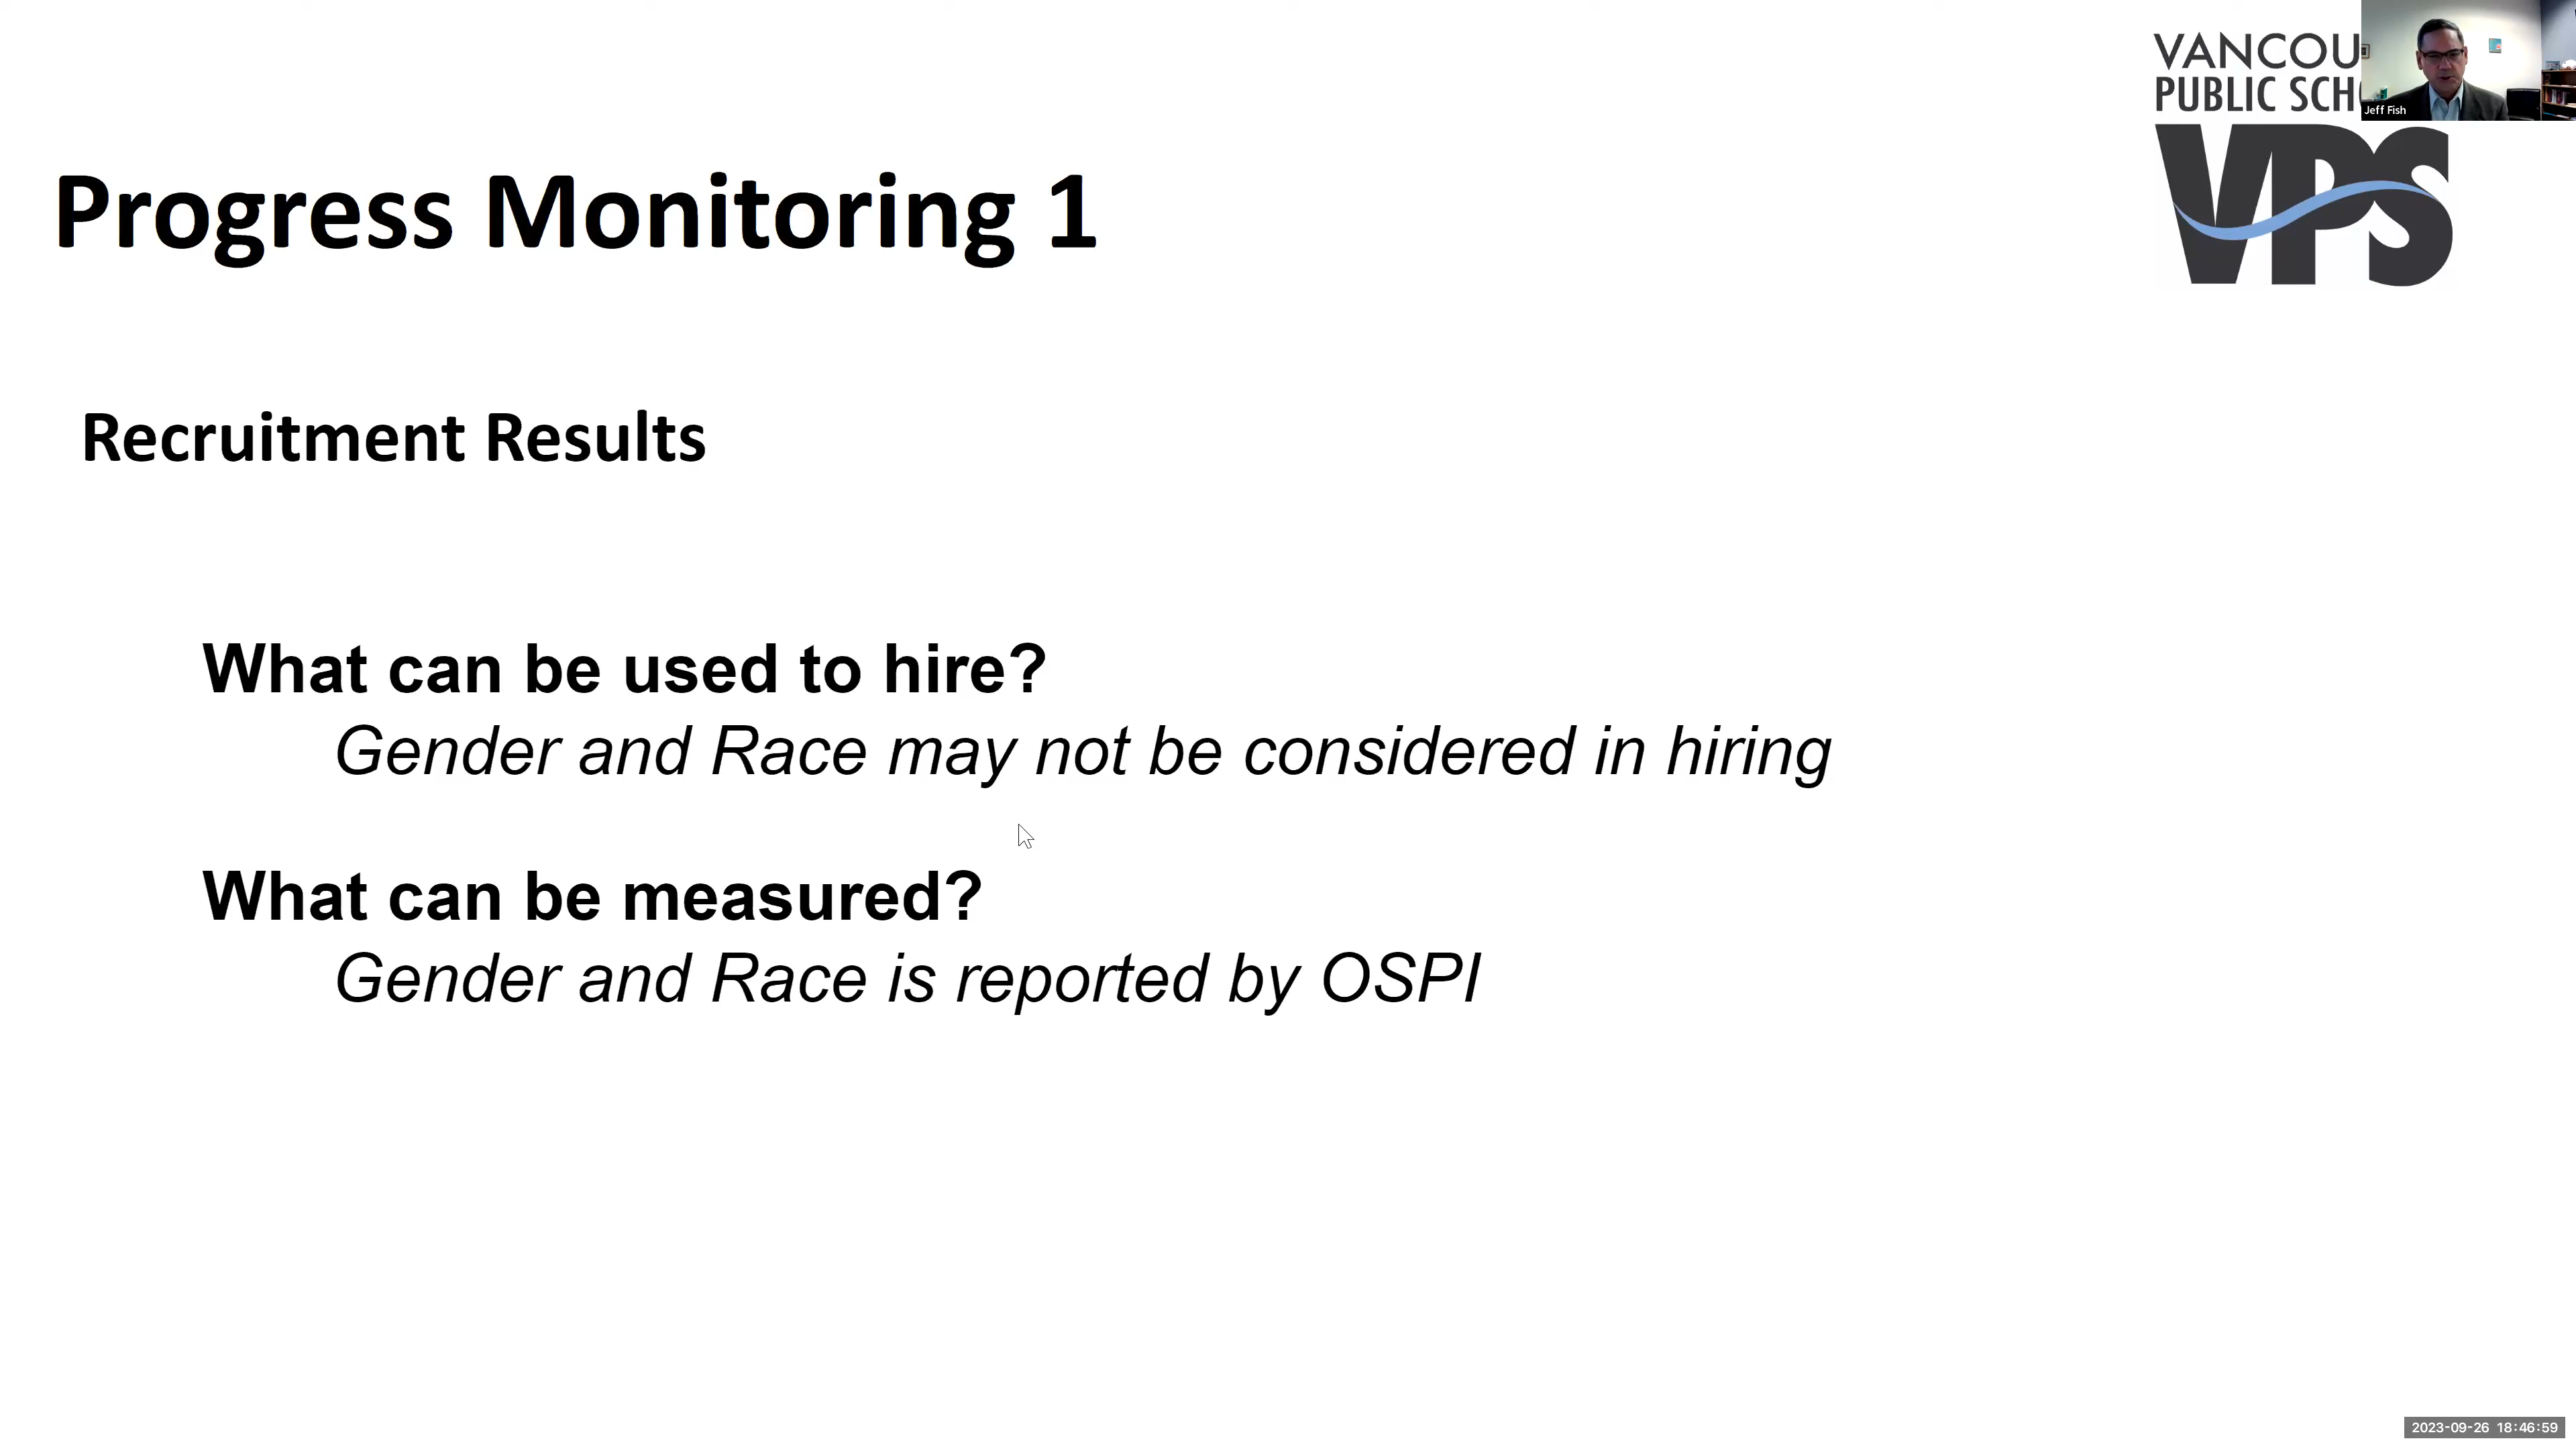 VANCOU
PUBLIC SCH
Jeff Fish
VPS
Progress Monitoring 1
Recruitment Results
What can be used to hire?
Gender and Race may not be considered in hiring
What can be measured?
Gender and Race is reported by OSPI
2023-09-26 18:46:59